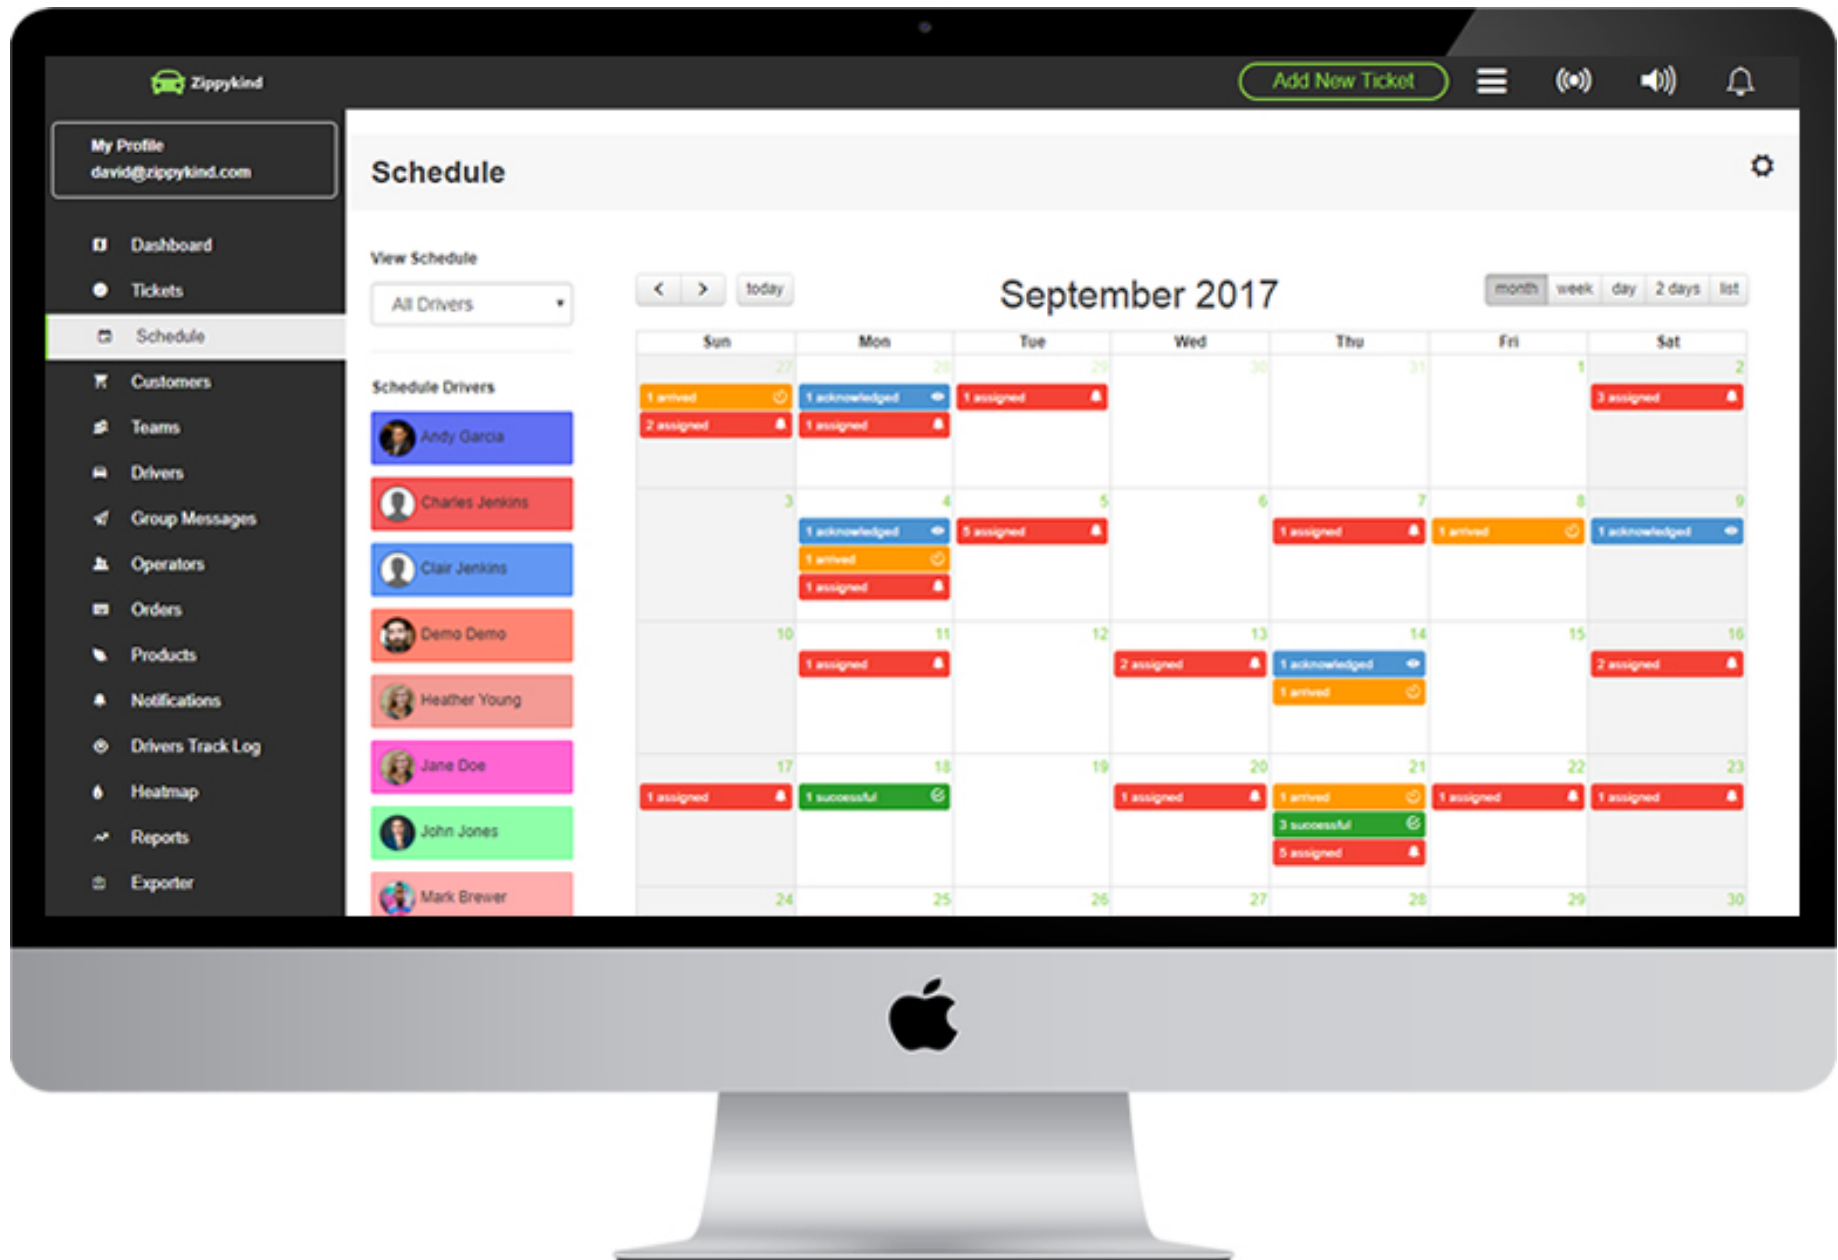 Zippykind
Add New Ticket
My Profile
david@zippykind.com
Dashboard
Tickets
Schedule
Customers
Teams
Drivers
Group Messages
Operators
Orders
Products
Notifications
Drivers Track Log
Heatmap
Reports
Exporter
Schedule
View Schedule
All Drivers
Schedule Drivers
Andy Garcia
Charles Jenkins
Clair Jenkins
Demo Demo
Heather Young
Jane Doe
John Jones
Mark Brewer
< > today
September 2017
month week day 2 days list
Sun Mon Tue Wed Thu Fri Sat
27 28 29 30 31 1 2
1 arrived 1 acknowledged 1 assigned 3 assigned
2 assigned 1 assigned
3 4 5 6 7 8 9
1 acknowledged 5 assigned 1 assigned 1 arrived 1 acknowledged
1 arrived
1 assigned
10 11 12 13 14 15 16
1 assigned 2 assigned 1 acknowledged 2 assigned
1 arrived
17 18 19 20 21 22 23
1 assigned 1 successful 1 assigned 1 arrived 1 assigned 1 assigned
3 successful
5 assigned
24 25 26 27 28 29 30